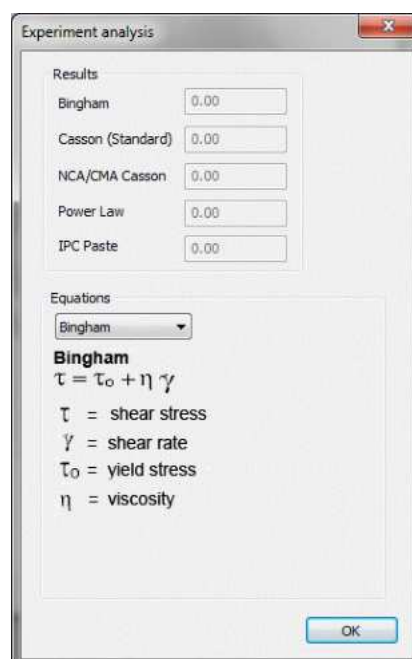 Experiment analysis
Results
Bingham 0.00
Casson (Standard) 0.00
NCA/CMA Casson 0.00
Power Law 0.00
IPC Paste 0.00
Equations
Bingham
Bingham
τ = τₒ + η γ
τ = shear stress
γ = shear rate
τₒ = yield stress
η = viscosity
OK